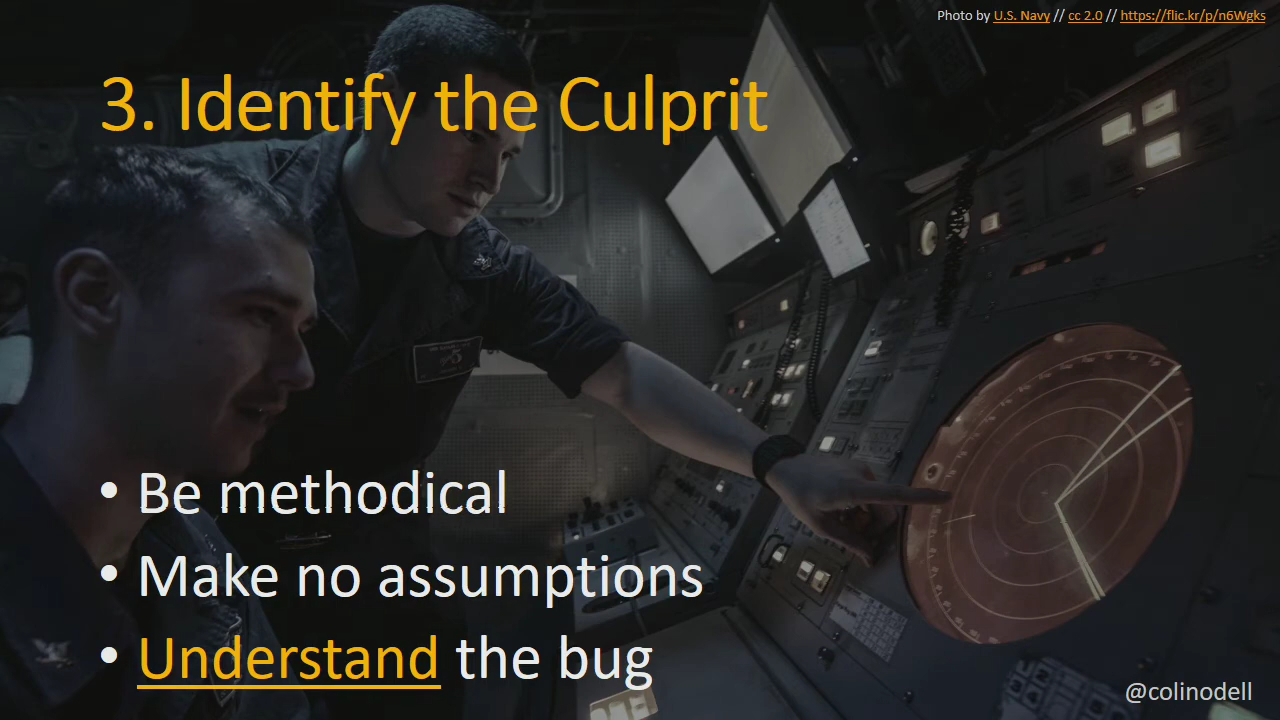 Photo by U.S. Navy // cc 2.0 // https://flic.kr/p/n6Wgks
3. Identify the Culprit
• Be methodical
• Make no assumptions
• Understand the bug
@colinodell